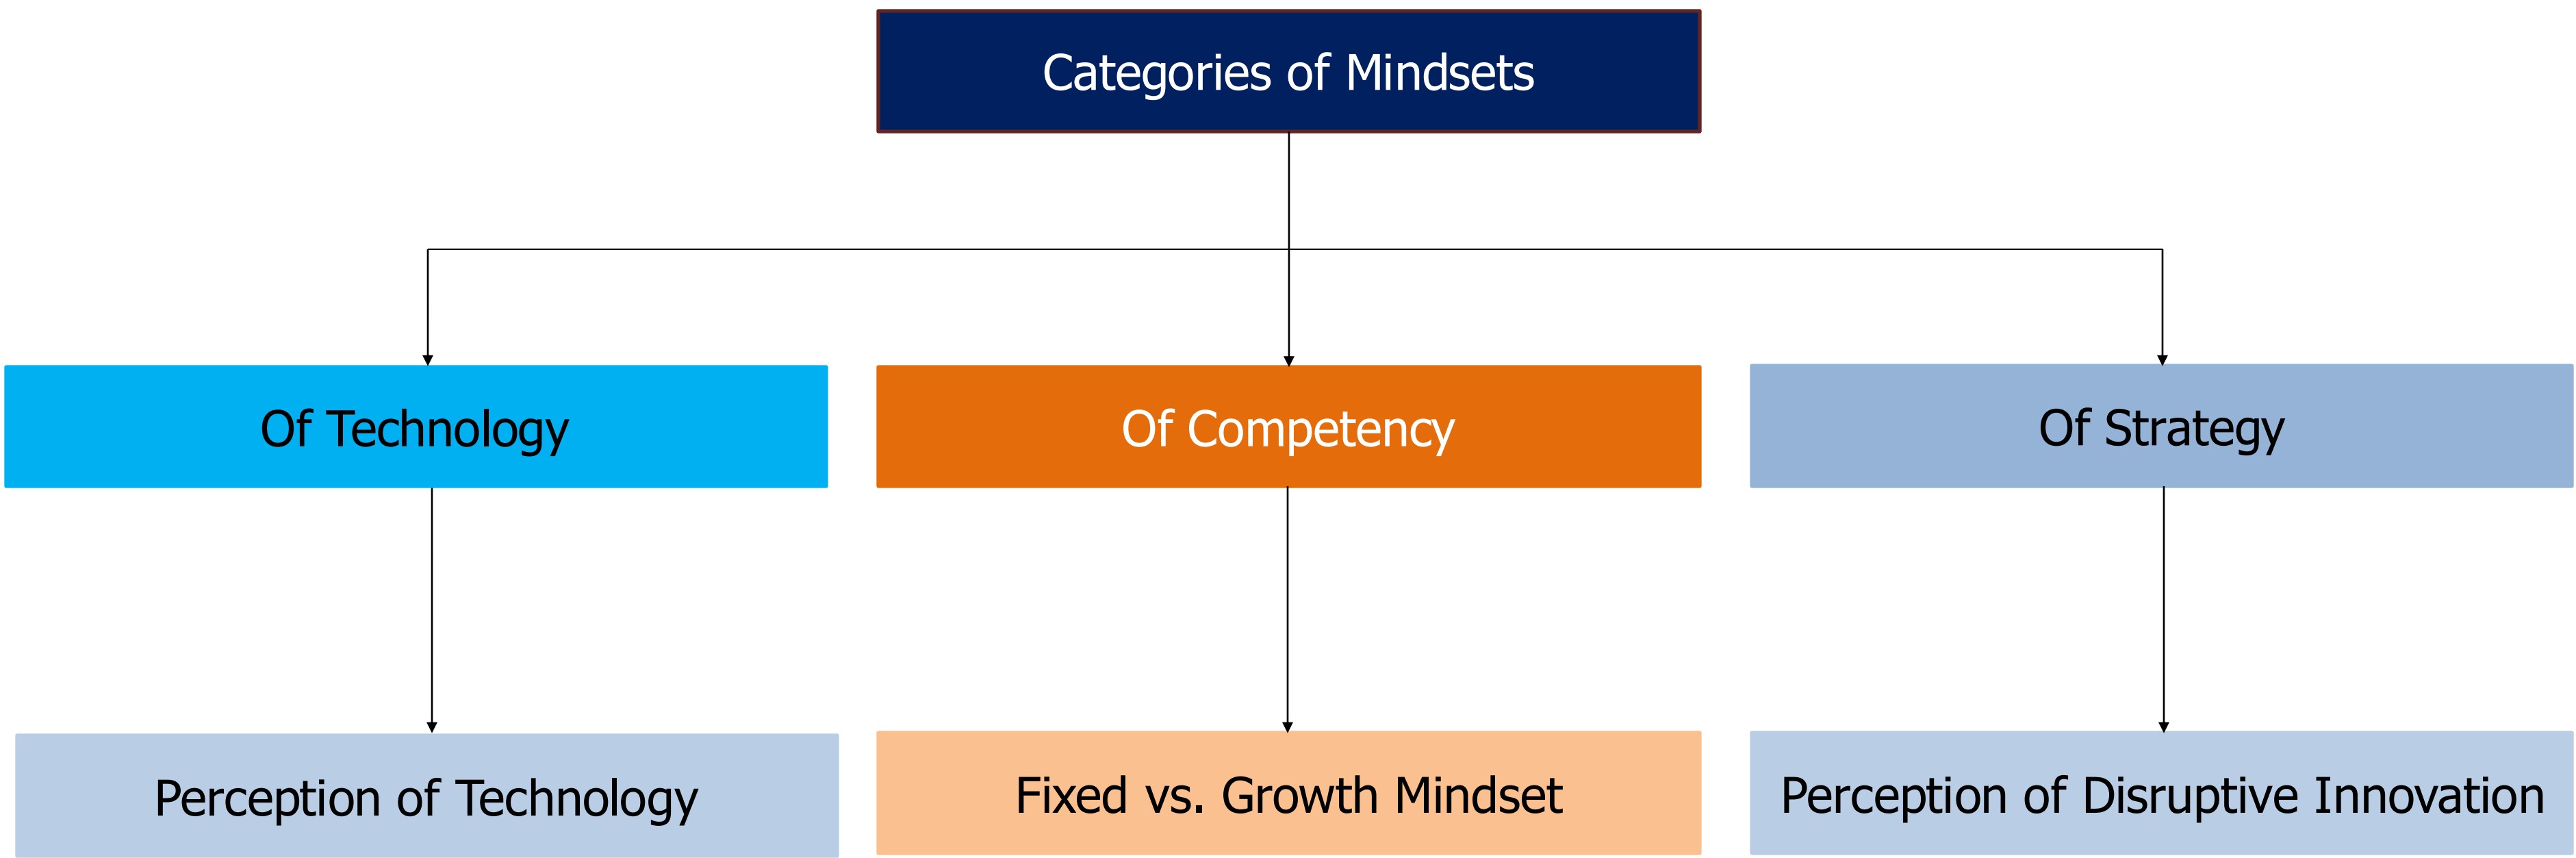 Categories of Mindsets
Of Technology
Of Competency
Of Strategy
Perception of Technology
Fixed vs. Growth Mindset
Perception of Disruptive Innovation